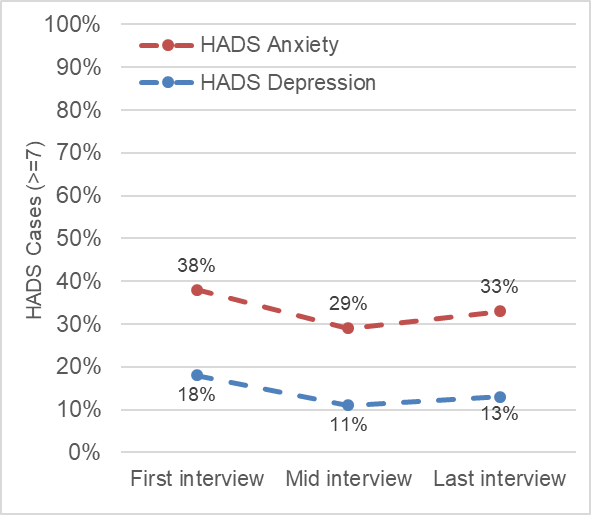 HADS Cases (>=7)
100%
90%
80%
70%
60%
50%
40%
30%
20%
10%
0%
HADS Anxiety
HADS Depression
38%
29%
33%
18%
11%
13%
First interview
Mid interview
Last interview